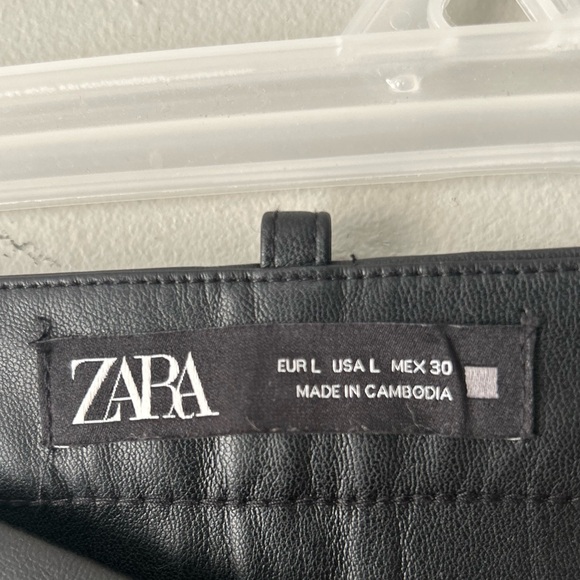 ZARA
EUR L USA L MEX 30
MADE IN CAMBODIA